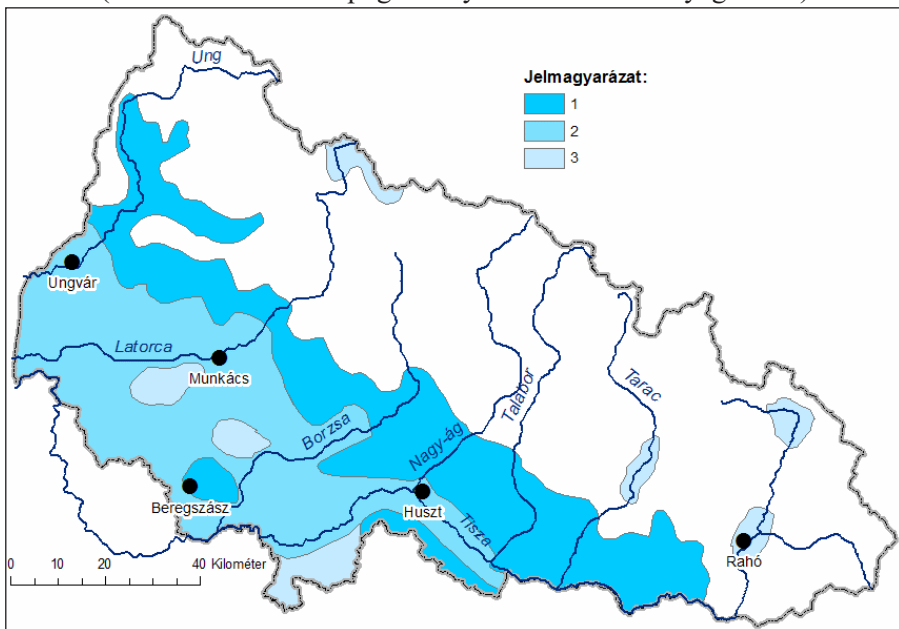 Ung
Jelmagyarázat:
1
2
3
Ungvár
Latorca
Munkács
Borzsa
Nagy-ág
Talabor
Tarac
Beregszász
Huszt
Tisza
Rahó
0 10 20 40 Kilométer